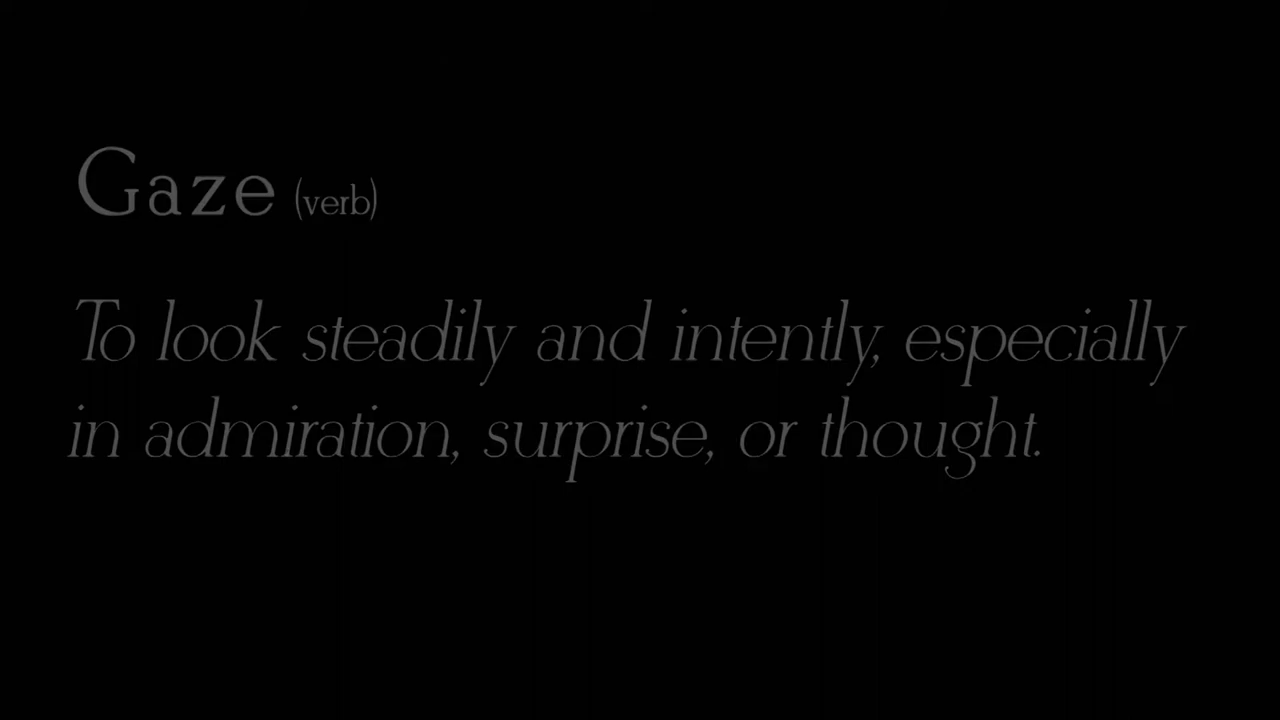 Gaze (verb)
To look steadily and intently, especially
in admiration, surprise, or thought.